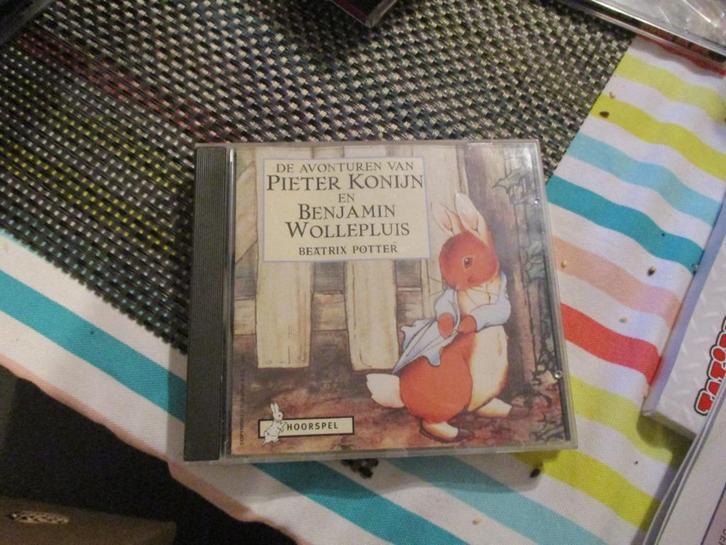 DE AVONTUREN VAN
PIETER KONIJN
EN
BENJAMIN
WOLLEPLUIS
BEATRIX POTTER
HOORSPEL